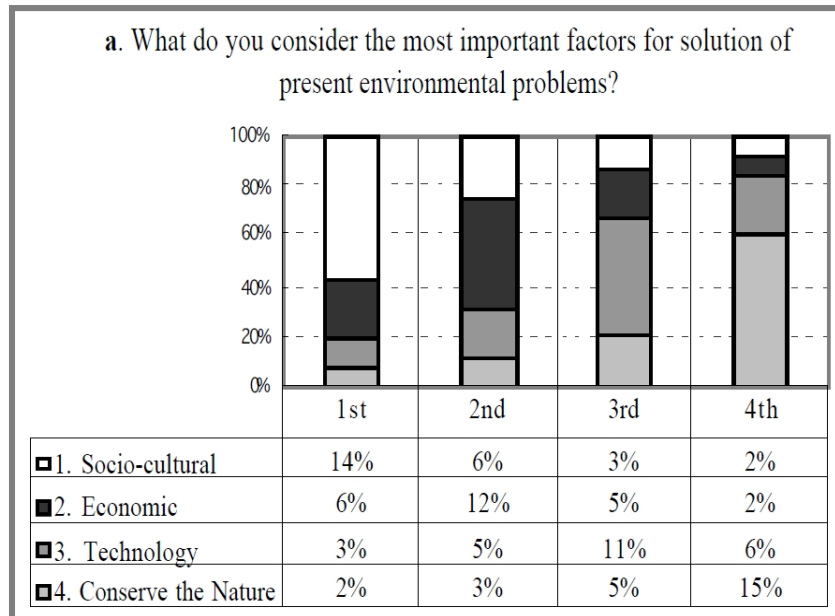 a. What do you consider the most important factors for solution of
present environmental problems?
100%
80%
60%
40%
20%
0%
1st 2nd 3rd 4th
1. Socio-cultural 14% 6% 3% 2%
2. Economic 6% 12% 5% 2%
3. Technology 3% 5% 11% 6%
4. Conserve the Nature 2% 3% 5% 15%